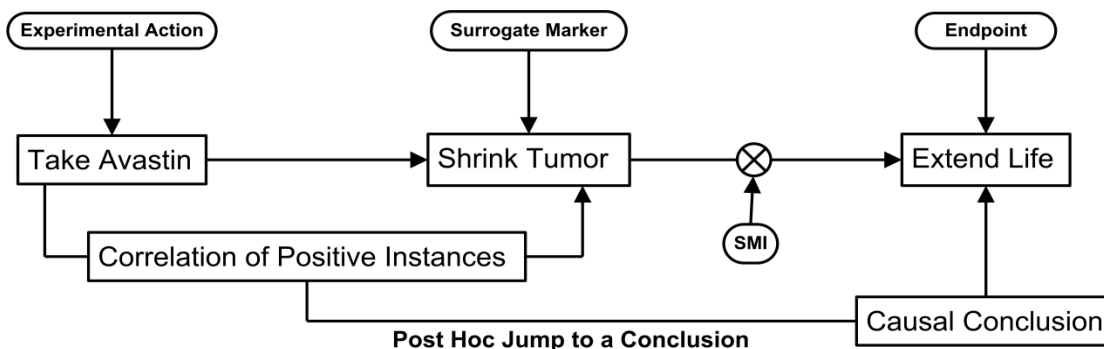 Experimental Action
Surrogate Marker
Endpoint
Take Avastin
Shrink Tumor
Extend Life
SMI
Correlation of Positive Instances
Causal Conclusion
Post Hoc Jump to a Conclusion